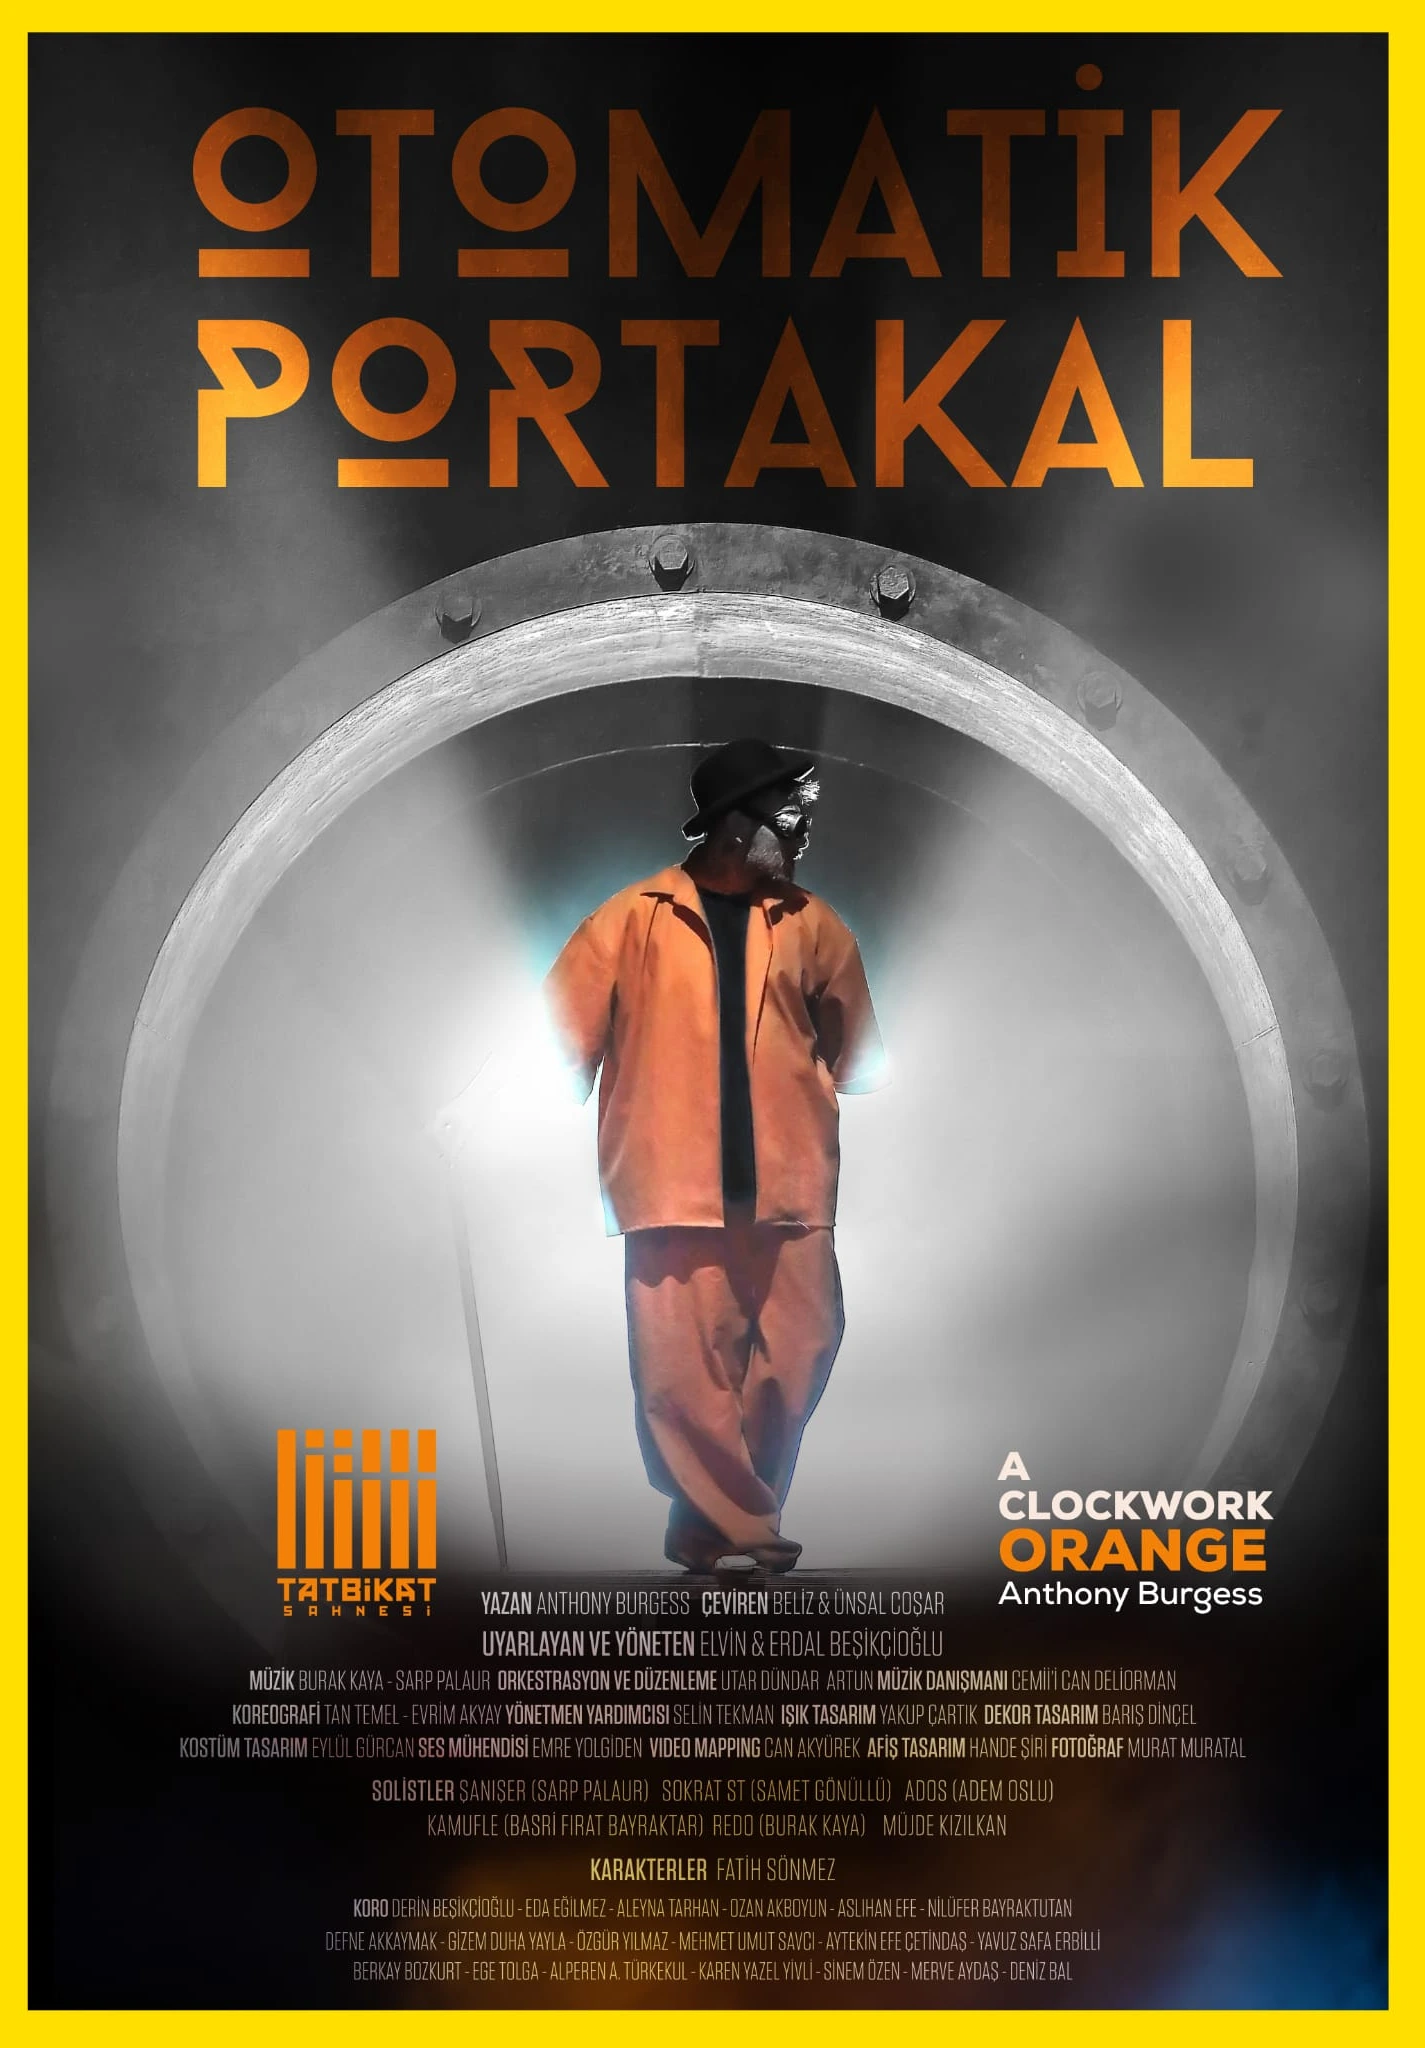 OTOMATİK
PORTAKAL
TATBİKAT
SAHNESİ
A
CLOCKWORK
ORANGE
Anthony Burgess
YAZAN ANTHONY BURGESS ÇEVİREN BELİZ & ÜNSAL COŞAR
UYARLAYAN VE YÖNETEN ELVİN & ERDAL BEŞİKÇİOĞLU
MÜZİK BURAK KAYA - SARP PALAUR ORKESTRASYON VE DÜZENLEME UTAR DÜNDAR ARTUN MÜZİK DANIŞMANI CEMİ'İ CAN DELİORMAN
KOREOGRAFİ TAN TEMEL - EVRİM AKYAY YÖNETMEN YARDIMCISI SELİN TEKMAN IŞIK TASARIM YAKUP ÇARTIK DEKOR TASARIM BARIŞ DİNÇEL
KOSTÜM TASARIM EYLÜL GÜRCAN SES MÜHENDİSİ EMRE YOLGİDEN VIDEO MAPPING CAN AKYÜREK AFİŞ TASARIM HANDE ŞİRİ FOTOĞRAF MURAT MURATAL
SOLİSTLER ŞANIŞER (SARP PALAUR) SOKRAT ST (SAMET GÖNÜLLÜ) ADOS (ADEM OSLU)
KAMUFLE (BASRİ FIRAT BAYRAKTAR) REDO (BURAK KAYA) MÜJDE KIZILKAN
KARAKTERLER FATİH SÖNMEZ
KORO DERİN BEŞİKÇİOĞLU - EDA EĞİLMEZ - ALEYNA TARHAN - OZAN AKBOYUN - ASLIHAN EFE - NİLÜFER BAYRAKTUTAN
DEFNE AKKAYMAK - GİZEM DUHA YAYLA - ÖZGÜR YILMAZ - MEHMET UMUT SAVCI - AYTEKİN EFE ÇETİNDAŞ - YAVUZ SAFA ERBİLLİ
BERKAY BOZKURT - EGE TOLGA - ALPEREN A. TÜRKEKUL - KAREN YAZEL YİVLİ - SİNEM ÖZEN - MERVE AYDAŞ - DENİZ BAL